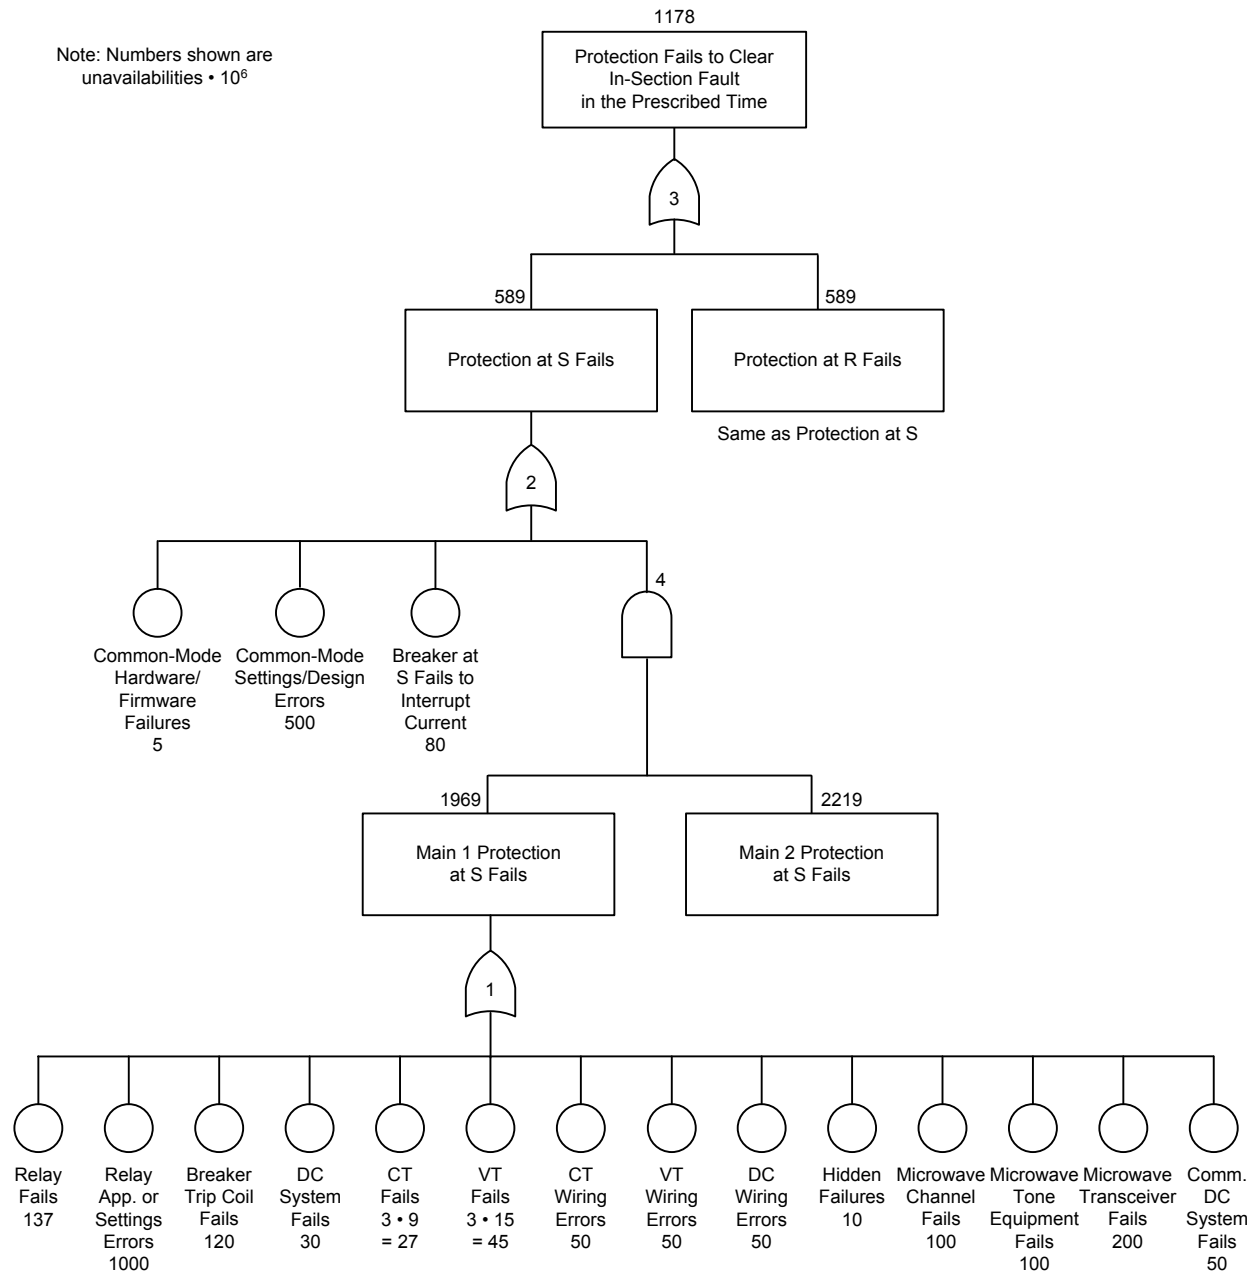 1178
Note: Numbers shown are
unavailabilities • 10⁶
Protection Fails to Clear
In-Section Fault
in the Prescribed Time
3
589
589
Protection at S Fails
Protection at R Fails
Same as Protection at S
2
4
Common-Mode
Hardware/
Firmware
Failures
5
Common-Mode
Settings/Design
Errors
500
Breaker at
S Fails to
Interrupt
Current
80
1969
2219
Main 1 Protection
at S Fails
Main 2 Protection
at S Fails
1
Relay
Fails
137
Relay
App. or
Settings
Errors
1000
Breaker
Trip Coil
Fails
120
DC
System
Fails
30
CT
Fails
3 • 9
= 27
VT
Fails
3 • 15
= 45
CT
Wiring
Errors
50
VT
Wiring
Errors
50
DC
Wiring
Errors
50
Hidden
Failures
10
Microwave
Channel
Fails
100
Microwave
Tone
Equipment
Fails
100
Microwave
Transceiver
Fails
200
Comm.
DC
System
Fails
50